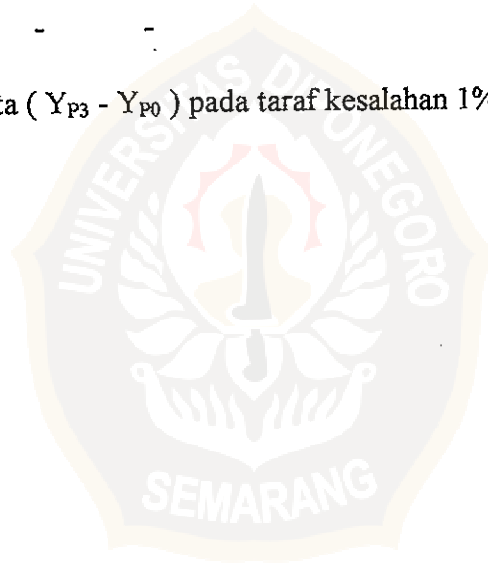 - -
ta ( Y_P3 - Y_P0 ) pada taraf kesalahan 1%
UNIVERSITAS DIPONEGORO
SEMARANG